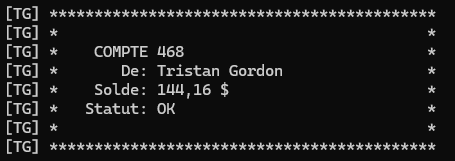 [TG] *******************************************
[TG] *                                         *
[TG] *    COMPTE 468                           *
[TG] *       De: Tristan Gordon                *
[TG] *    Solde: 144,16 $                      *
[TG] *   Statut: OK                            *
[TG] *                                         *
[TG] *******************************************